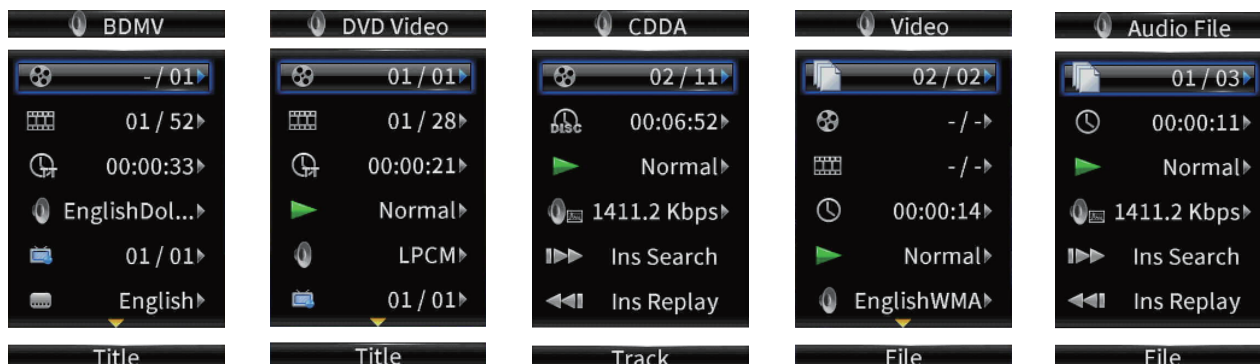 BDMV
- / 01
01 / 52
00:00:33
EnglishDol...
01 / 01
English
Title
DVD Video
01 / 01
01 / 28
00:00:21
Normal
LPCM
01 / 01
Title
CDDA
02 / 11
DISC 00:06:52
Normal
1411.2 Kbps
Ins Search
Ins Replay
Track
Video
02 / 02
- / -
- / -
00:00:14
Normal
EnglishWMA
File
Audio File
01 / 03
00:00:11
Normal
1411.2 Kbps
Ins Search
Ins Replay
File